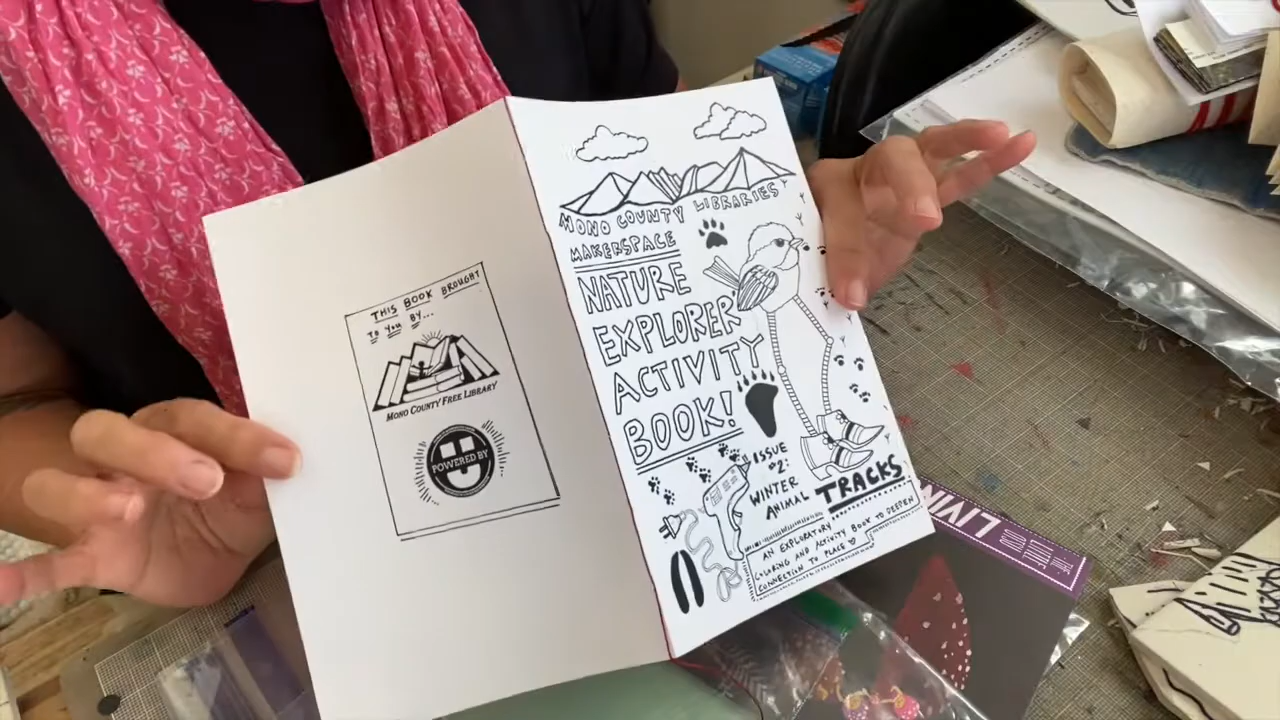 THIS BOOK BROUGHT
TO YOU BY...
MONO COUNTY FREE LIBRARY
POWERED BY
MONO COUNTY LIBRARIES
MAKERSPACE
NATURE
EXPLORER
ACTIVITY
BOOK!
ISSUE
#2:
WINTER
ANIMAL TRACKS
AN EXPLORATORY
COLORING AND ACTIVITY BOOK TO DEEPEN
CONNECTION TO PLACE